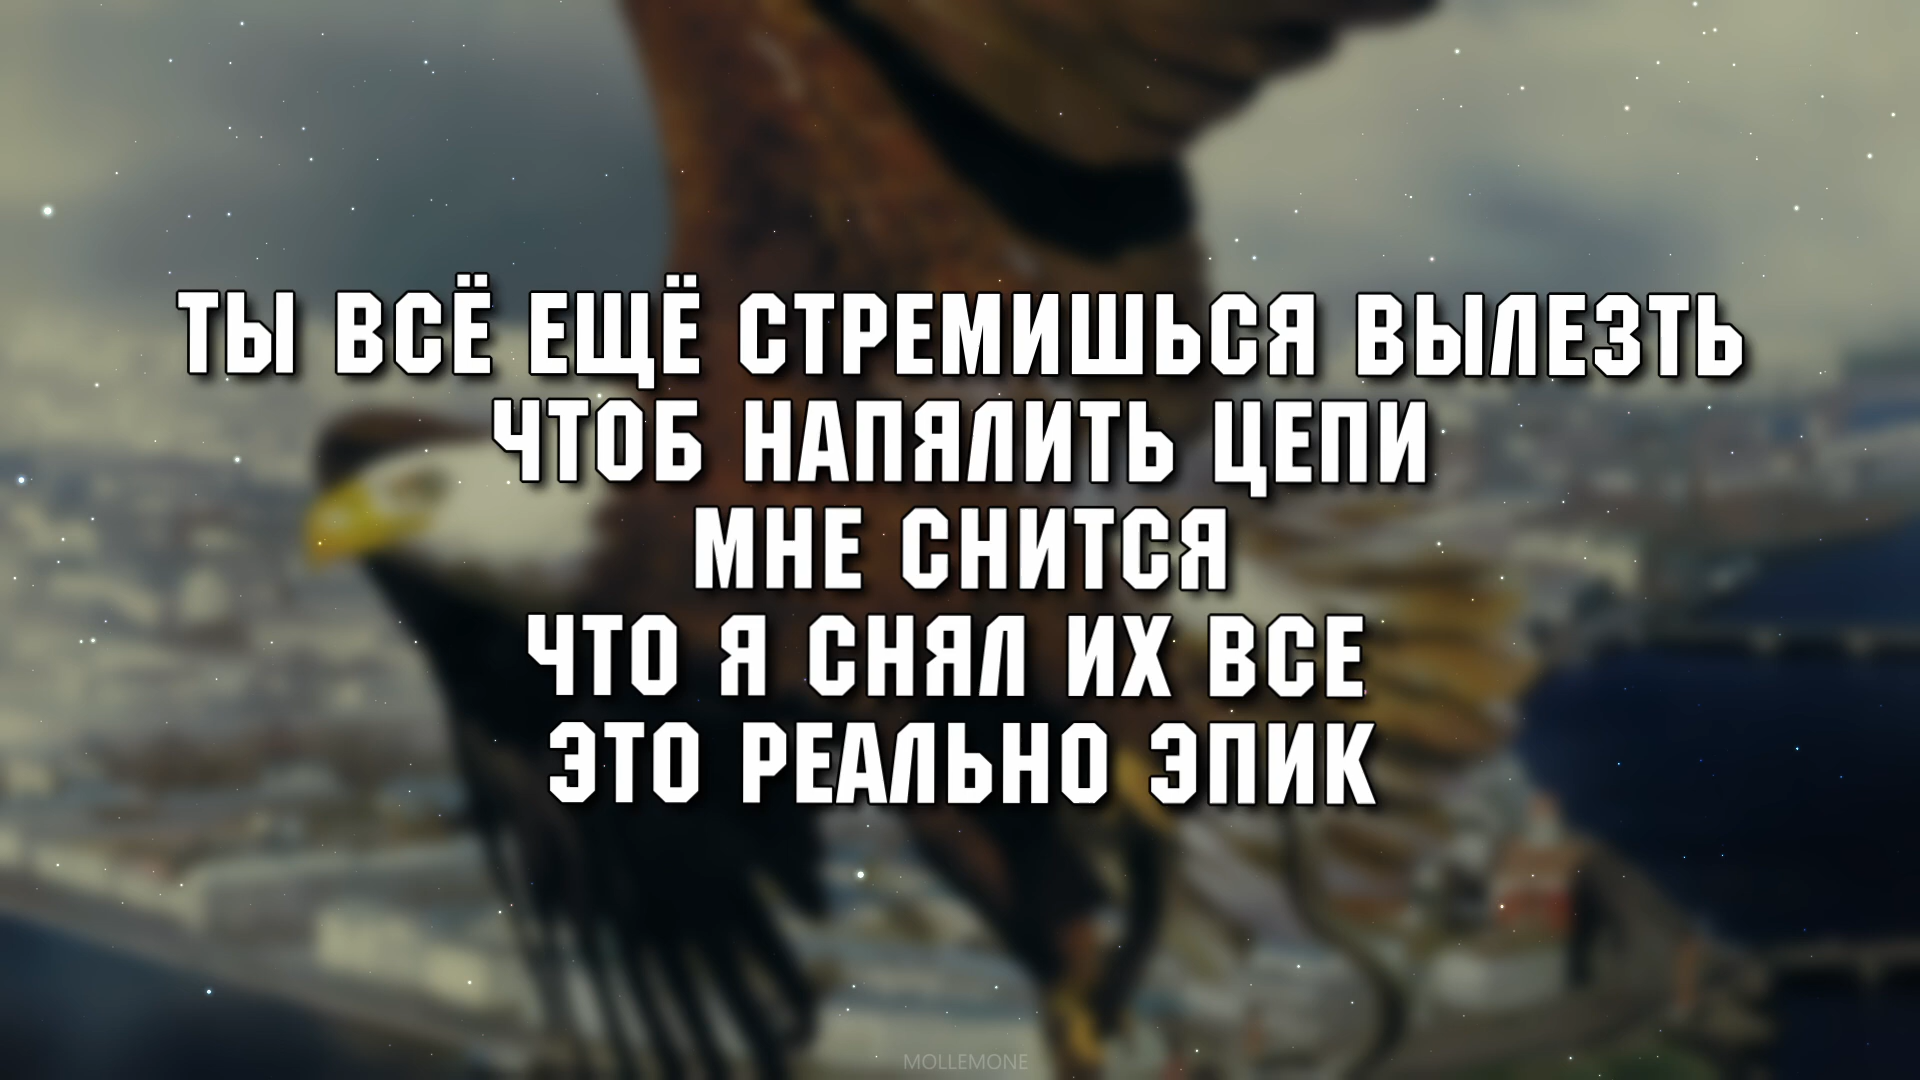 ТЫ ВСЁ ЕЩЁ СТРЕМИШЬСЯ ВЫЛЕЗТЬ
ЧТОБ НАПЯЛИТЬ ЦЕПИ
МНЕ СНИТСЯ
ЧТО Я СНЯЛ ИХ ВСЕ
ЭТО РЕАЛЬНО ЭПИК
MOLLEMONE